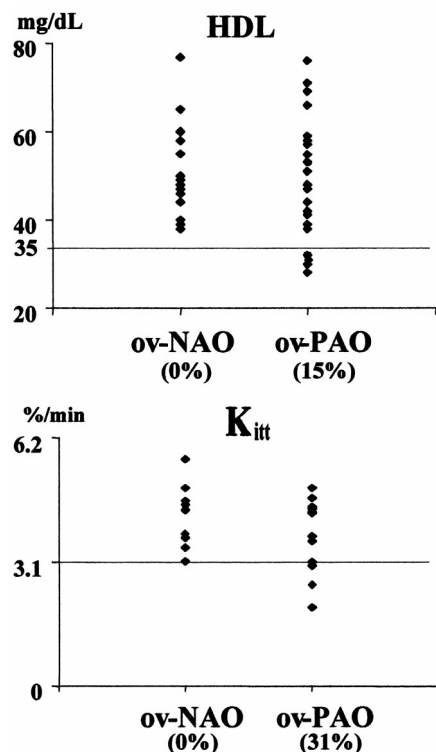 mg/dL
HDL
80
60
40
35
20
ov-NAO ov-PAO
(0%) (15%)
%/min
Kitt
6.2
3.1
0
ov-NAO ov-PAO
(0%) (31%)